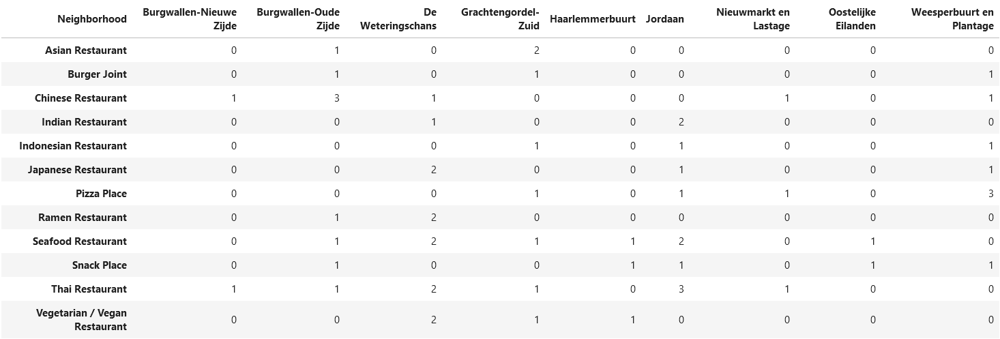 Neighborhood Burgwallen-Nieuwe Zijde Burgwallen-Oude Zijde De Weteringschans Grachtengordel-Zuid Haarlemmerbuurt Jordaan Nieuwmarkt en Lastage Oostelijke Eilanden Weesperbuurt en Plantage
Asian Restaurant 0 1 0 2 0 0 0 0 0
Burger Joint 0 1 0 1 0 0 0 0 1
Chinese Restaurant 1 3 1 0 0 0 1 0 1
Indian Restaurant 0 0 1 0 0 2 0 0 0
Indonesian Restaurant 0 0 0 1 0 1 0 0 1
Japanese Restaurant 0 0 2 0 0 1 0 0 1
Pizza Place 0 0 0 1 0 1 1 0 3
Ramen Restaurant 0 1 2 0 0 0 0 0 0
Seafood Restaurant 0 1 2 1 1 2 0 1 0
Snack Place 0 1 0 0 1 1 0 1 1
Thai Restaurant 1 1 2 1 0 3 1 0 0
Vegetarian / Vegan Restaurant 0 0 2 1 1 0 0 0 0